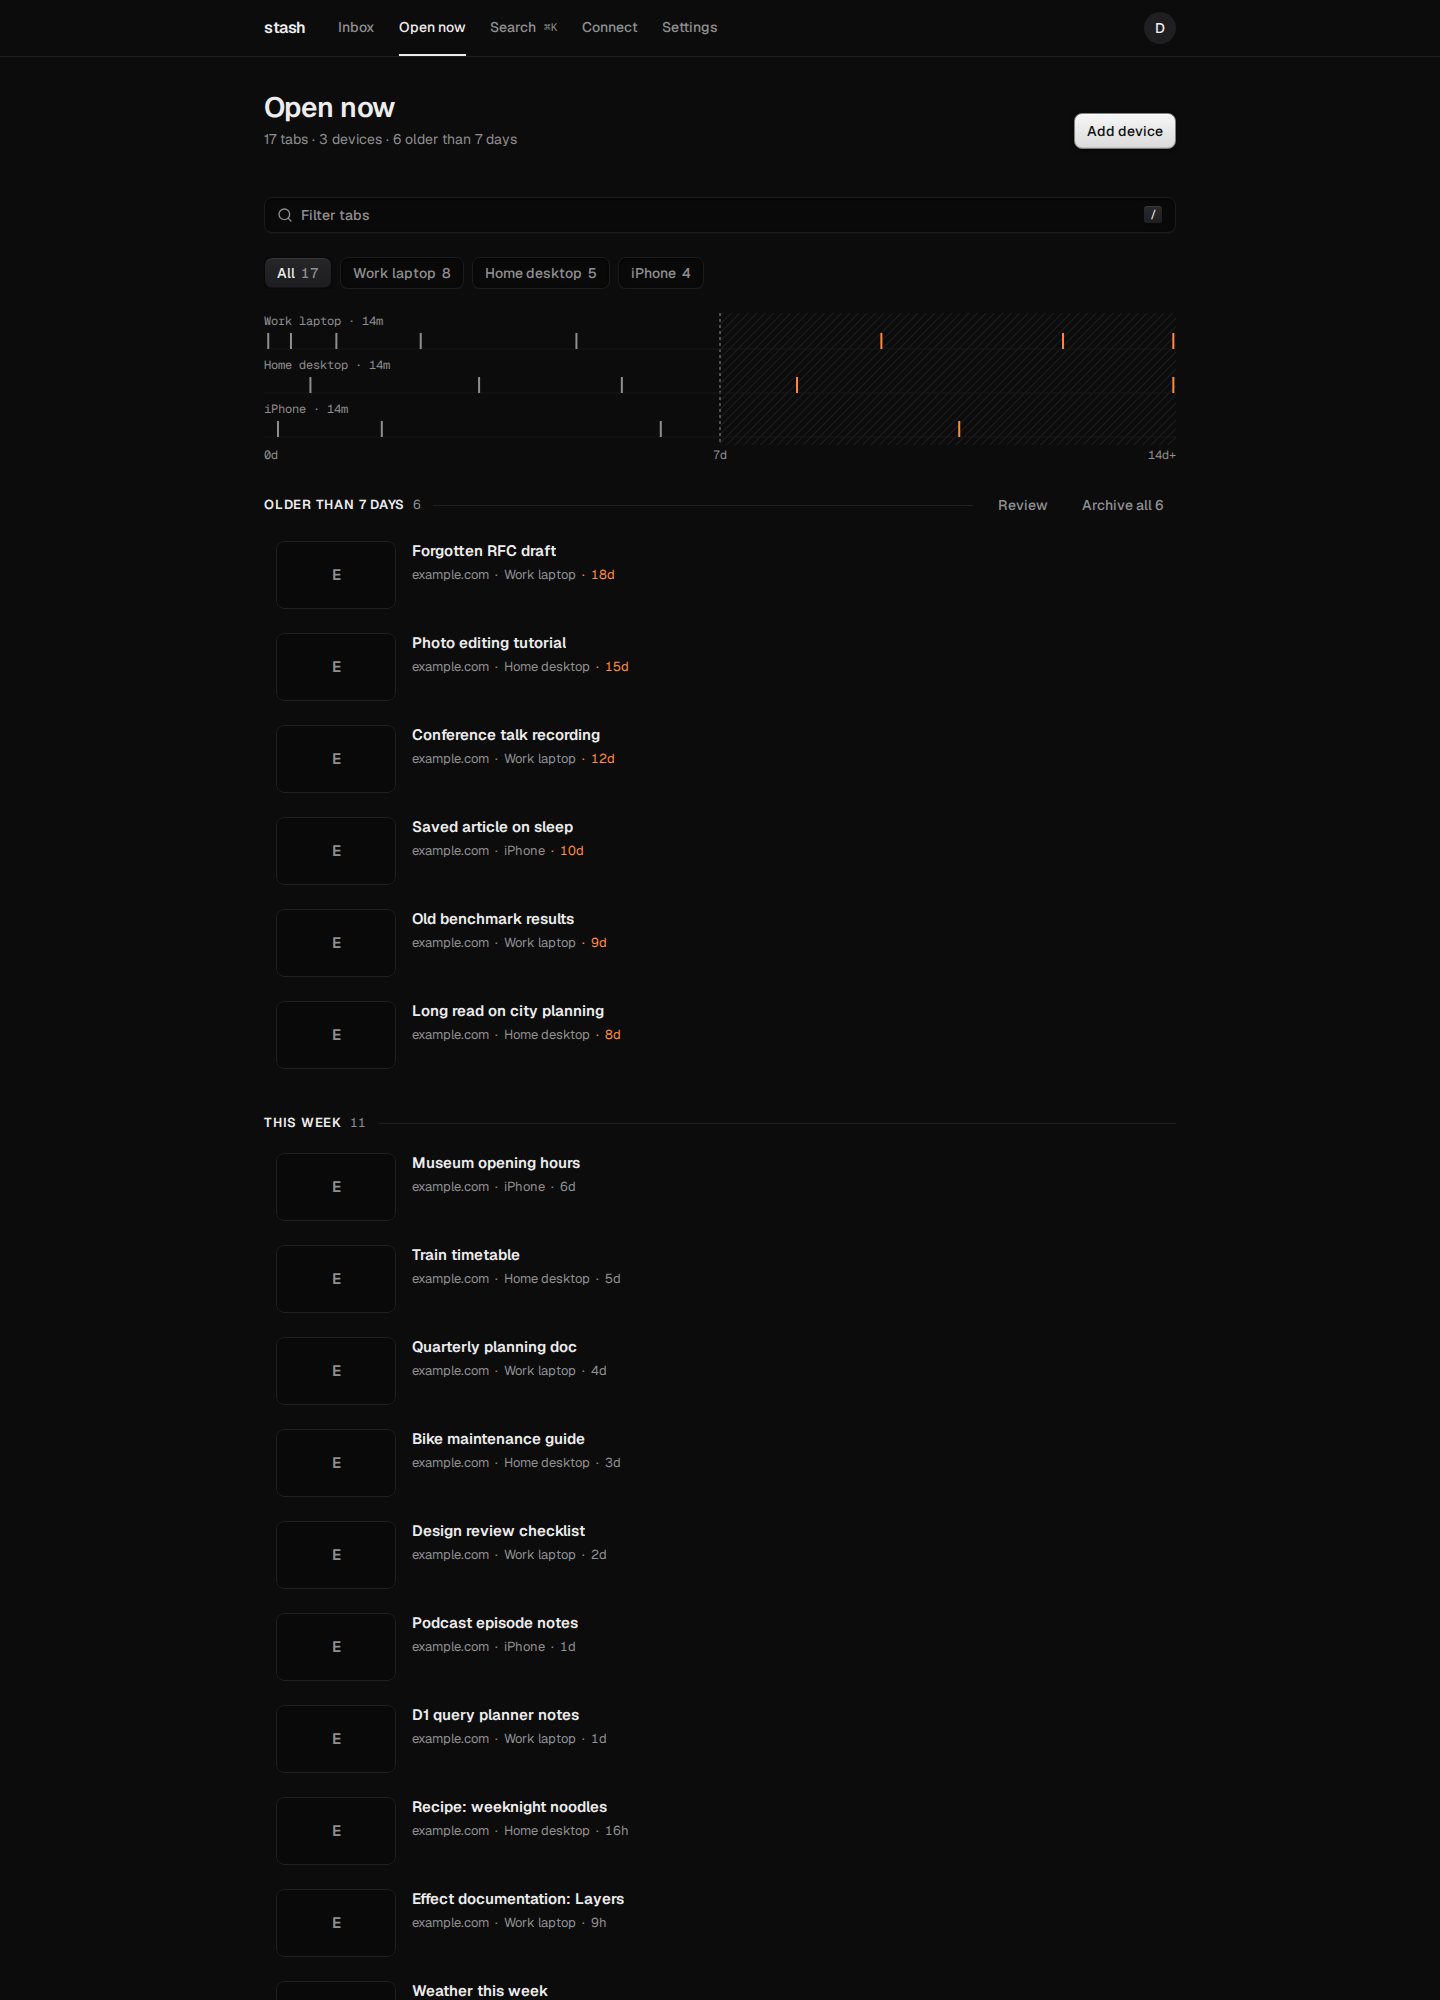 stash Inbox Open now Search ⌘K Connect Settings D
Open now
17 tabs · 3 devices · 6 older than 7 days
Add device
Filter tabs /
All 17 Work laptop 8 Home desktop 5 iPhone 4
Work laptop · 14m
Home desktop · 14m
iPhone · 14m
0d 7d 14d+
OLDER THAN 7 DAYS 6 Review Archive all 6
E
Forgotten RFC draft
example.com · Work laptop · 18d
E
Photo editing tutorial
example.com · Home desktop · 15d
E
Conference talk recording
example.com · Work laptop · 12d
E
Saved article on sleep
example.com · iPhone · 10d
E
Old benchmark results
example.com · Work laptop · 9d
E
Long read on city planning
example.com · Home desktop · 8d
THIS WEEK 11
E
Museum opening hours
example.com · iPhone · 6d
E
Train timetable
example.com · Home desktop · 5d
E
Quarterly planning doc
example.com · Work laptop · 4d
E
Bike maintenance guide
example.com · Home desktop · 3d
E
Design review checklist
example.com · Work laptop · 2d
E
Podcast episode notes
example.com · iPhone · 1d
E
D1 query planner notes
example.com · Work laptop · 1d
E
Recipe: weeknight noodles
example.com · Home desktop · 16h
E
Effect documentation: Layers
example.com · Work laptop · 9h
Weather this week